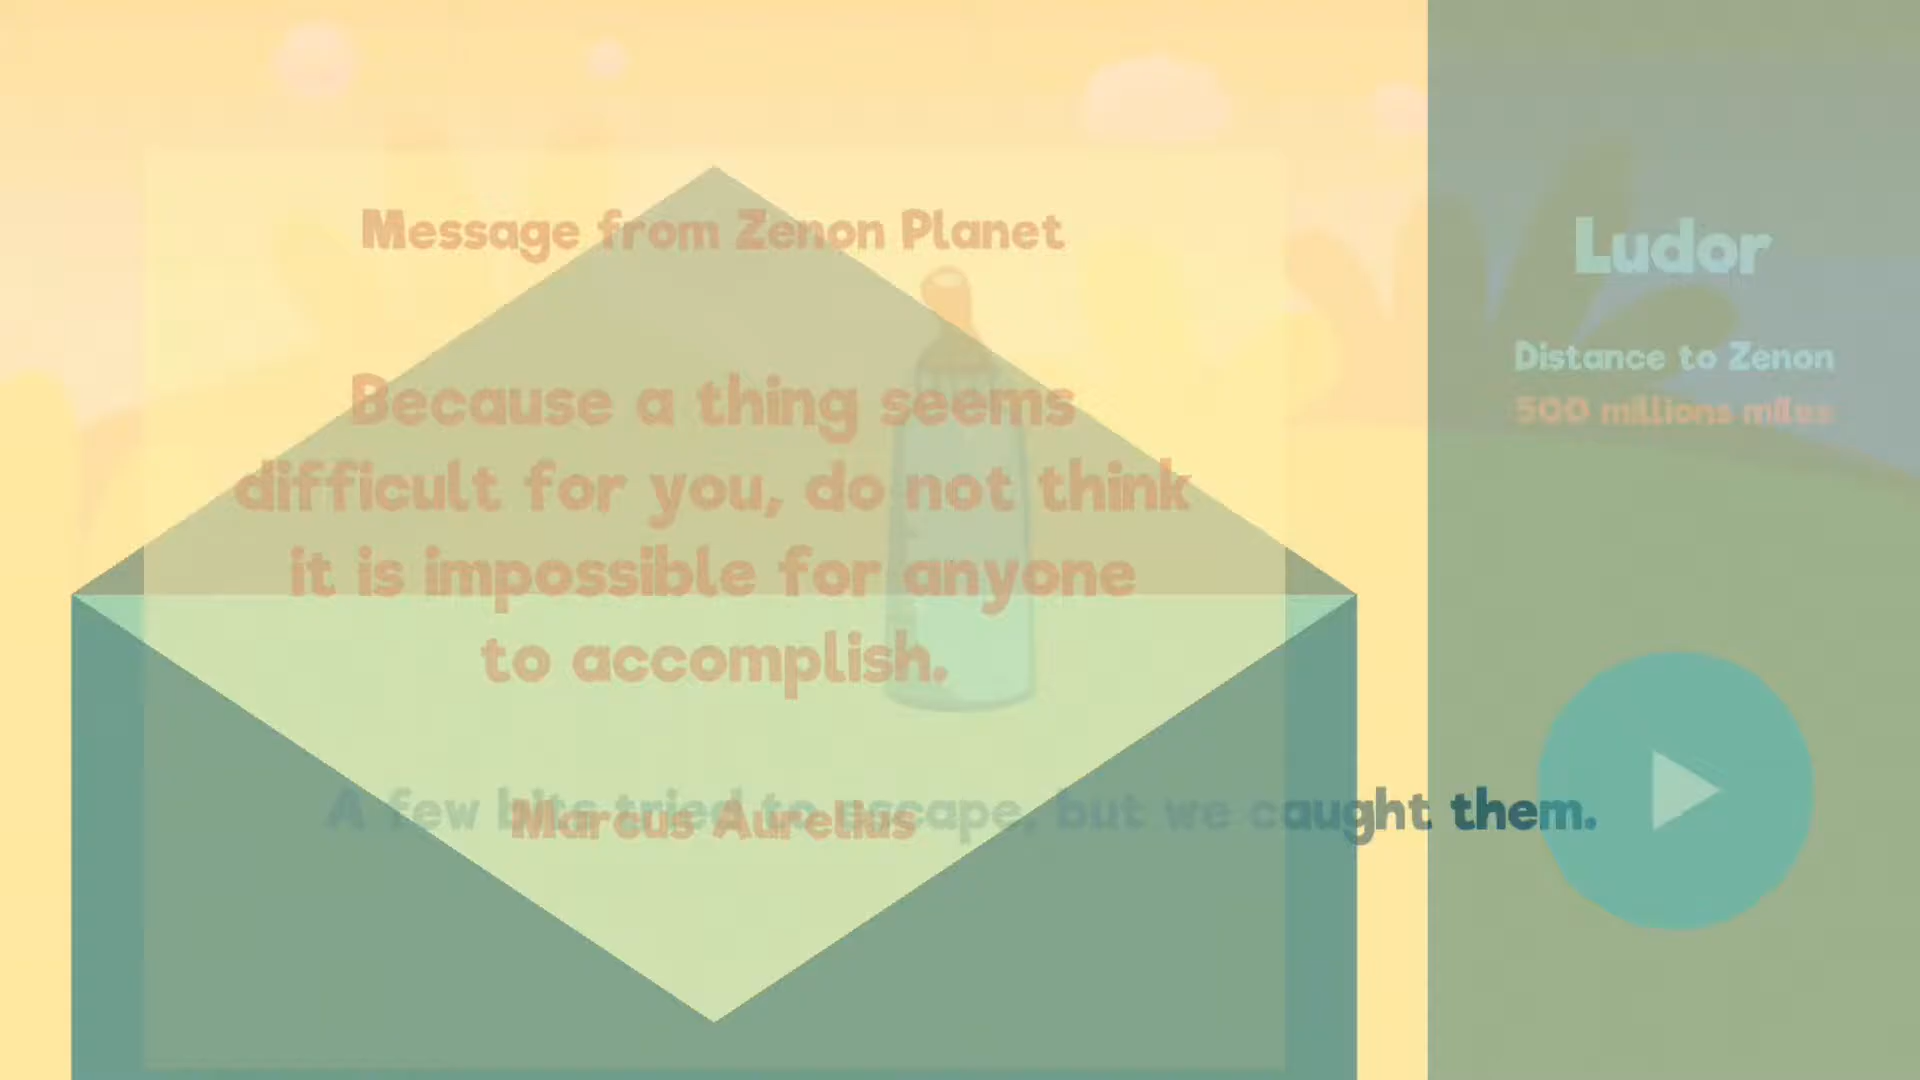 Message from Zenon Planet
Because a thing seems
difficult for you, do not think
it is impossible for anyone
to accomplish.
Marcus Aurelius
A few bits tried to escape, but we caught them.
Ludor
Distance to Zenon
500 millions miles